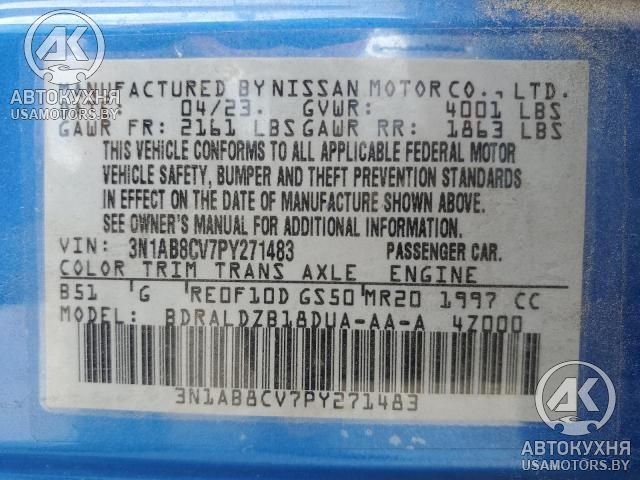 AK
АВТОКУХНЯ
USAMOTORS.BY
MANUFACTURED BY NISSAN MOTOR CO., LTD.
04/23. GVWR: 4001 LBS
GAWR FR: 2161 LBS GAWR RR: 1863 LBS
THIS VEHICLE CONFORMS TO ALL APPLICABLE FEDERAL MOTOR
VEHICLE SAFETY, BUMPER AND THEFT PREVENTION STANDARDS
IN EFFECT ON THE DATE OF MANUFACTURE SHOWN ABOVE.
SEE OWNER'S MANUAL FOR ADDITIONAL INFORMATION.
VIN: 3N1AB8CV7PY271483 PASSENGER CAR.
COLOR TRIM TRANS AXLE ENGINE
B51 G RE0F10D GS50 MR20 1997 CC
MODEL: BDRALDZB18DUA-AA-A 4Z000
3N1AB8CV7PY271483
AK
АВТОКУХНЯ
USAMOTORS.BY